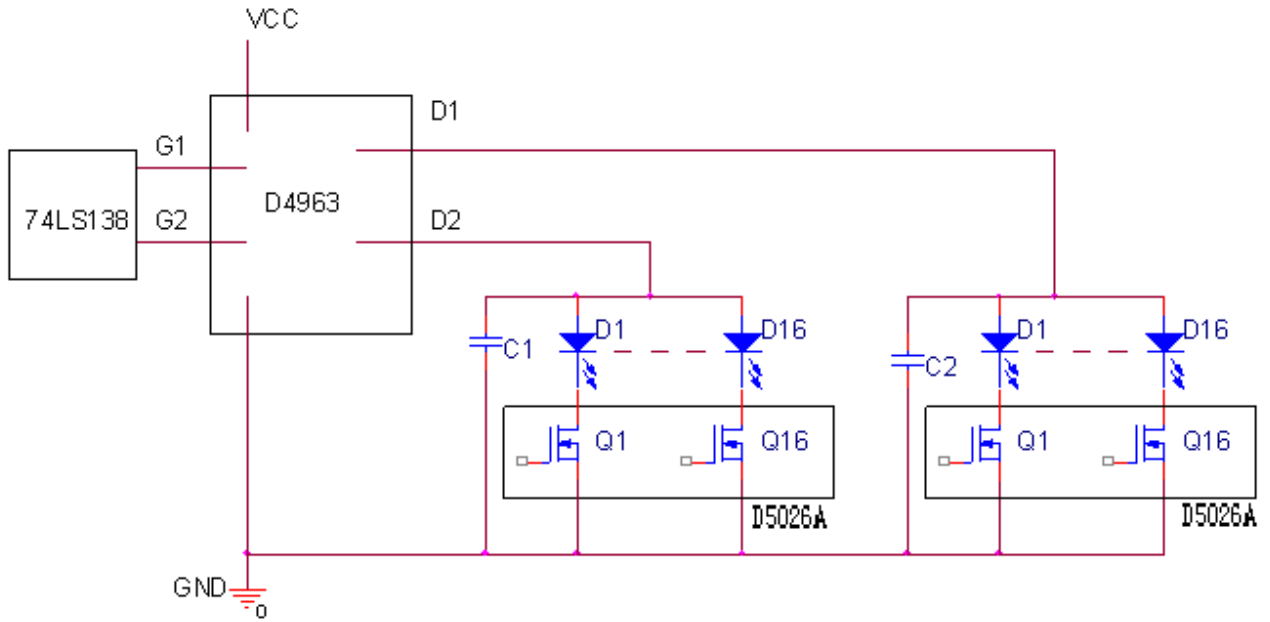 VCC
D1
G1
D4963
74LS138
G2
D2
D1
D16
D1
D16
C1
C2
Q1
Q16
Q1
Q16
D5026A
D5026A
GND
0